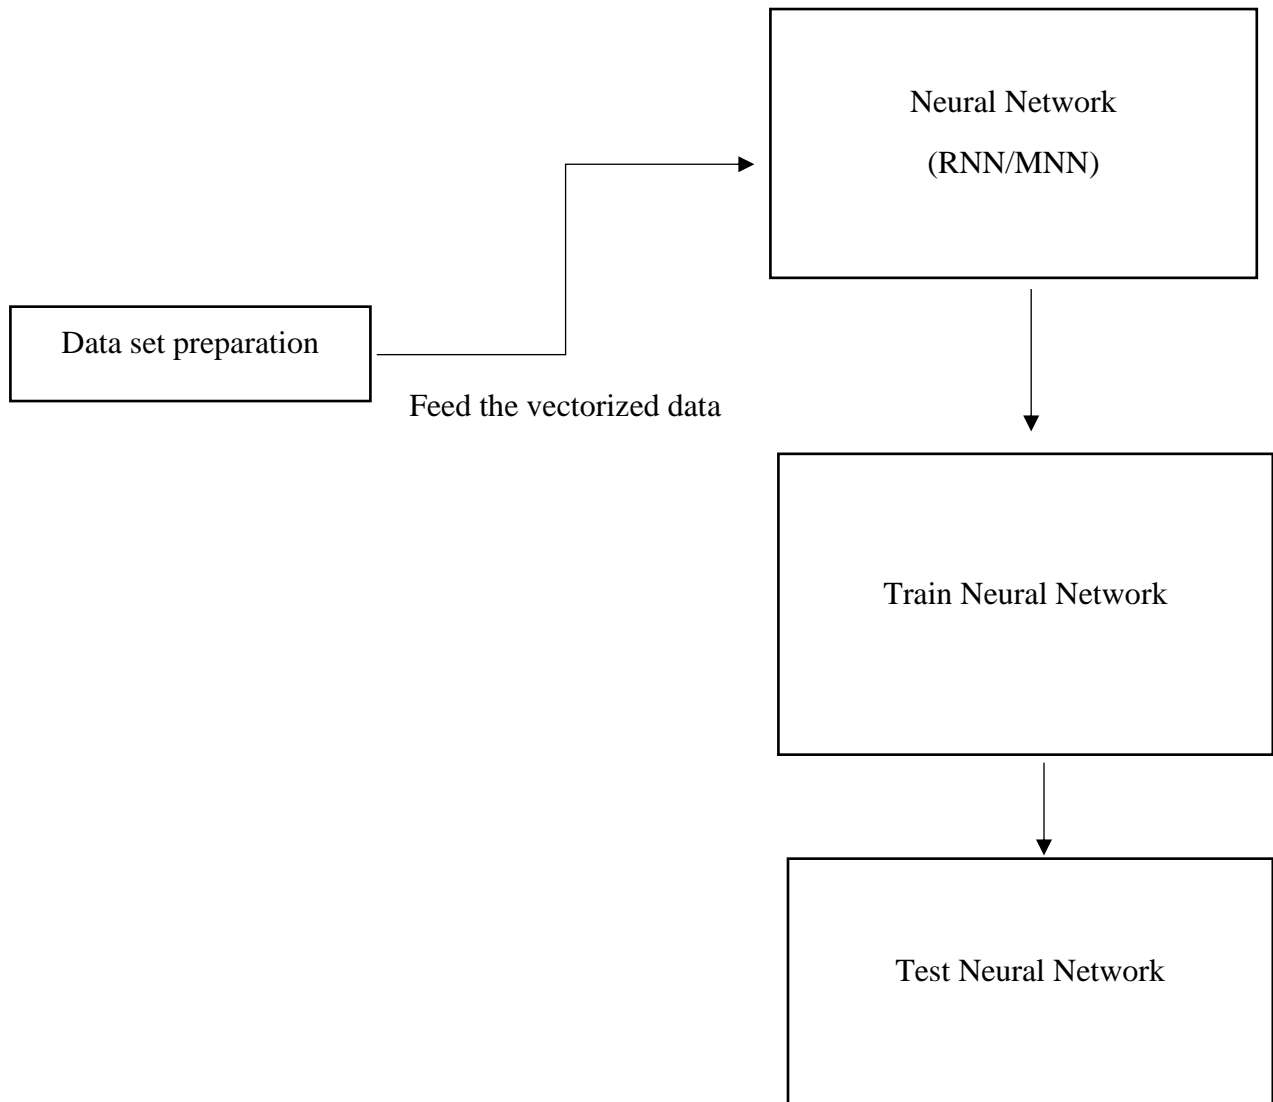 Neural Network
(RNN/MNN)
Data set preparation
Feed the vectorized data
Train Neural Network
Test Neural Network